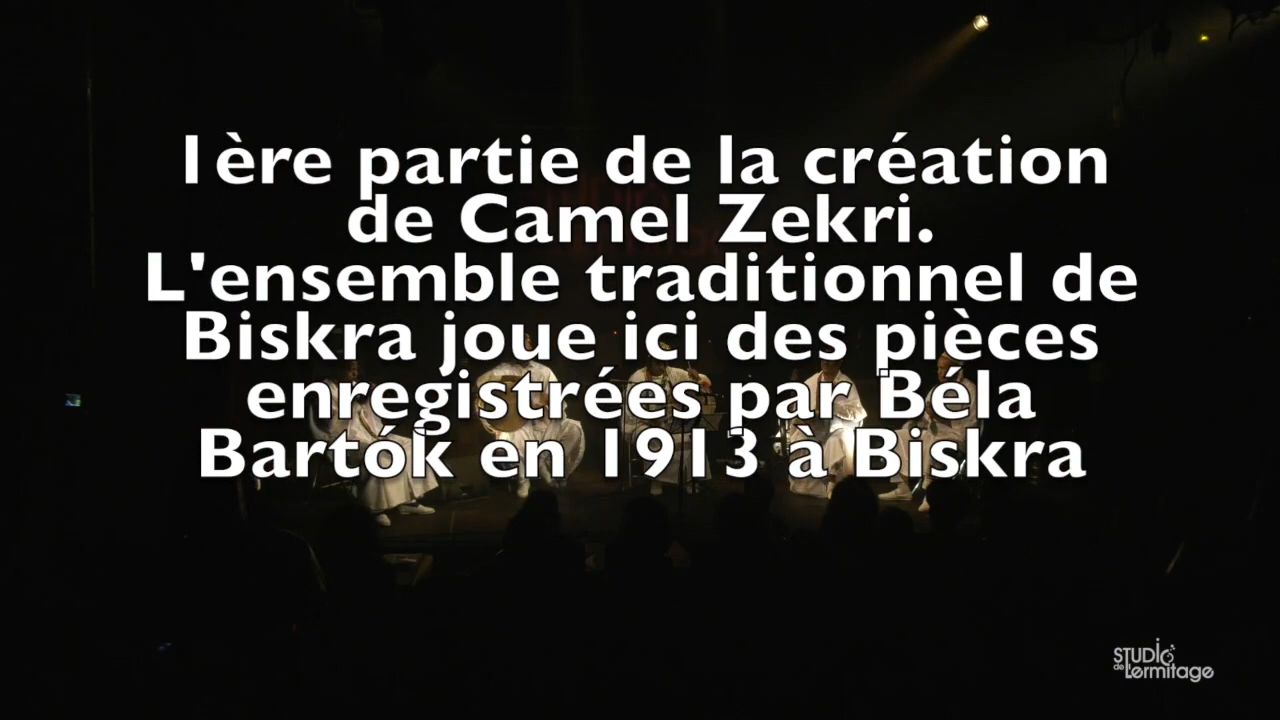 1ère partie de la création
de Camel Zekri.
L'ensemble traditionnel de
Biskra joue ici des pièces
enregistrées par Béla
Bartók en 1913 à Biskra
STUDIO
de L'ermitage